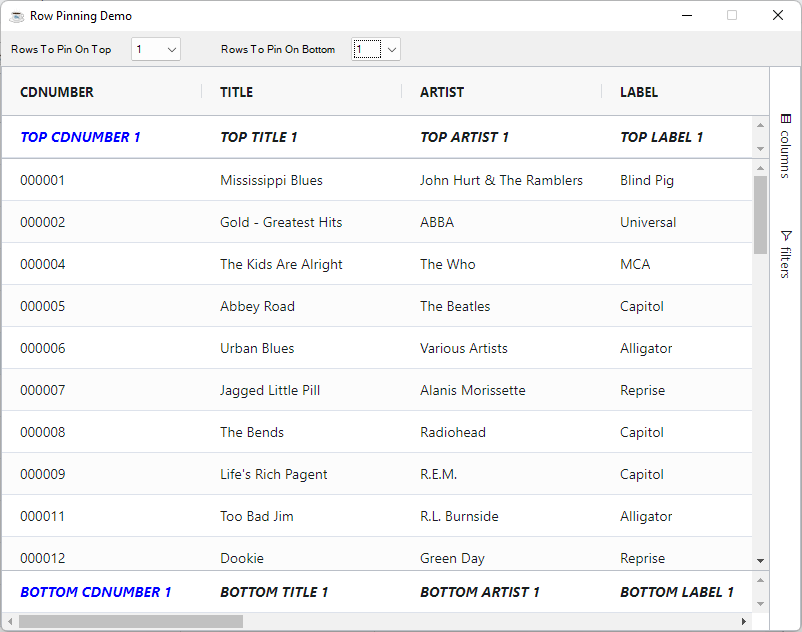 Row Pinning Demo
Rows To Pin On Top 1 Rows To Pin On Bottom 1
CDNUMBER TITLE ARTIST LABEL
TOP CDNUMBER 1 TOP TITLE 1 TOP ARTIST 1 TOP LABEL 1
000001 Mississippi Blues John Hurt & The Ramblers Blind Pig
000002 Gold - Greatest Hits ABBA Universal
000004 The Kids Are Alright The Who MCA
000005 Abbey Road The Beatles Capitol
000006 Urban Blues Various Artists Alligator
000007 Jagged Little Pill Alanis Morissette Reprise
000008 The Bends Radiohead Capitol
000009 Life's Rich Pagent R.E.M. Capitol
000011 Too Bad Jim R.L. Burnside Alligator
000012 Dookie Green Day Reprise
BOTTOM CDNUMBER 1 BOTTOM TITLE 1 BOTTOM ARTIST 1 BOTTOM LABEL 1
columns
filters